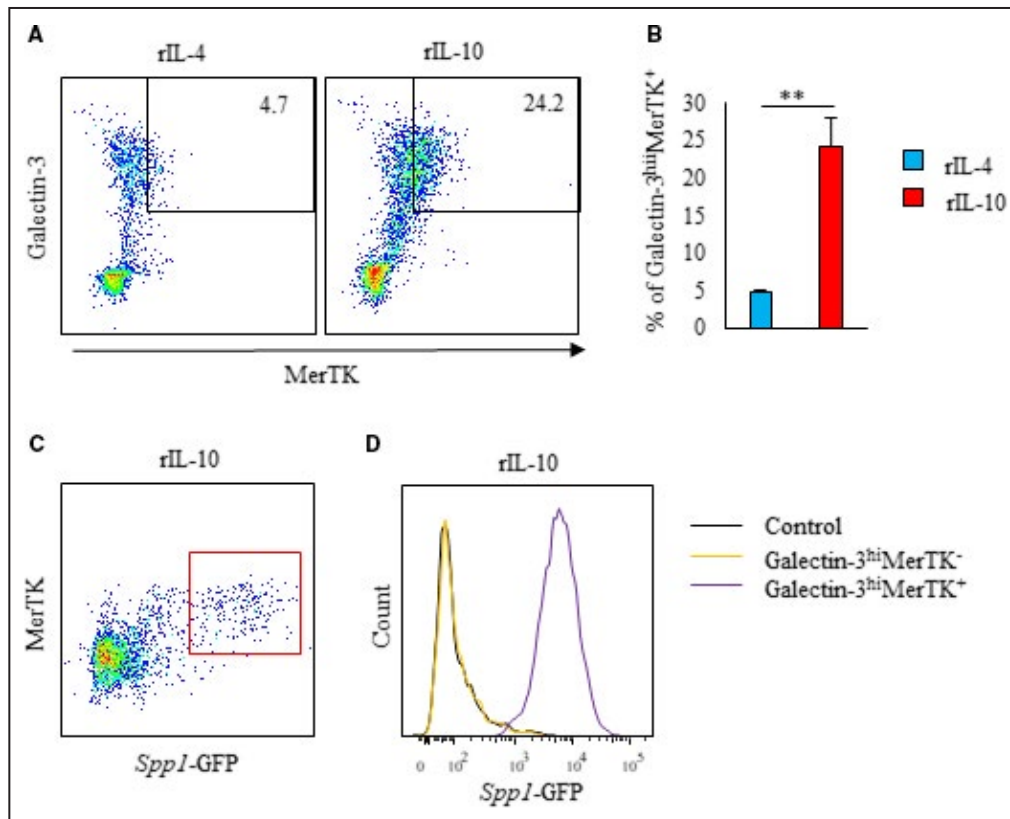 A
rIL-4
rIL-10
4.7
24.2
Galectin-3
MerTK
B
% of Galectin-3hiiMerTK+
30
25
20
15
10
5
0
**
rIL-4
rIL-10
C
rIL-10
MerTK
Spp1-GFP
D
rIL-10
Count
0 10² 10³ 10⁴ 10⁵
Spp1-GFP
Control
Galectin-3hiMerTK-
Galectin-3hiMerTK+